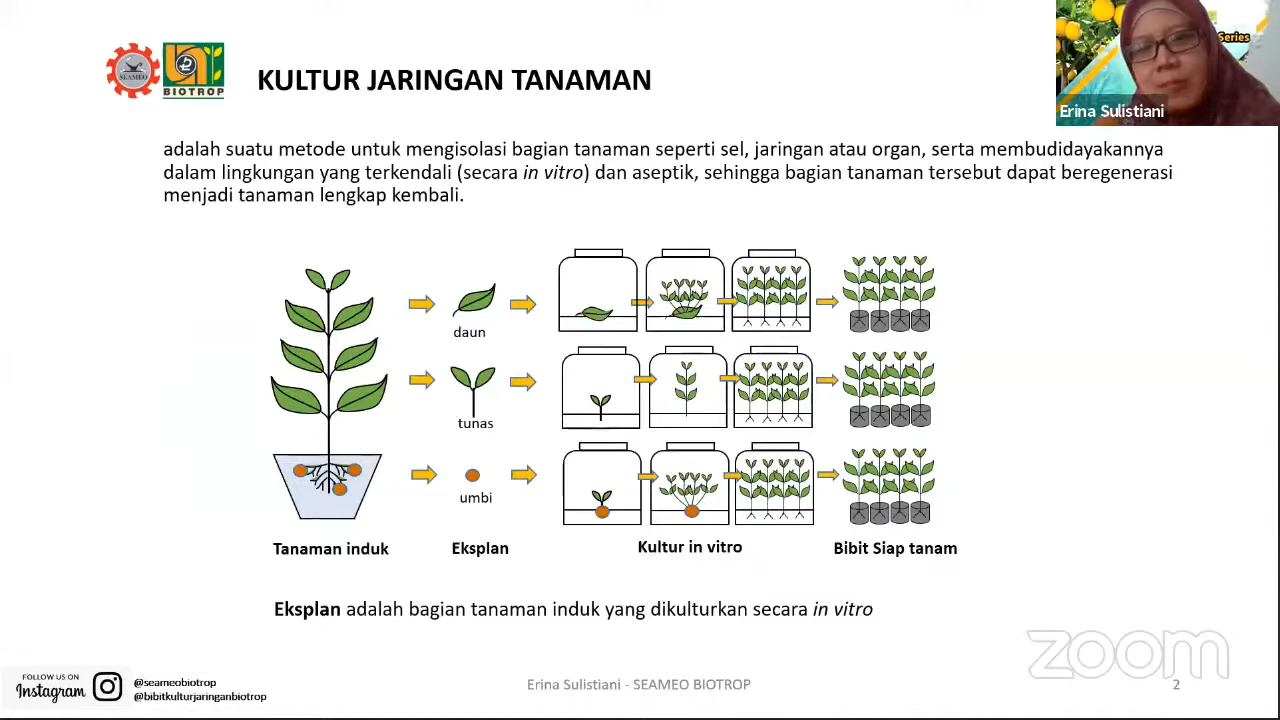 SEAMEO
BIOTROP
KULTUR JARINGAN TANAMAN
Series
Erina Sulistiani
adalah suatu metode untuk mengisolasi bagian tanaman seperti sel, jaringan atau organ, serta membudidayakannya
dalam lingkungan yang terkendali (secara in vitro) dan aseptik, sehingga bagian tanaman tersebut dapat beregenerasi
menjadi tanaman lengkap kembali.
daun
tunas
umbi
Tanaman induk
Eksplan
Kultur in vitro
Bibit Siap tanam
Eksplan adalah bagian tanaman induk yang dikulturkan secara in vitro
zoom
FOLLOW US ON
Instagram
@seameobiotrop
@bibitkulturjaringanbiotrop
Erina Sulistiani - SEAMEO BIOTROP
2